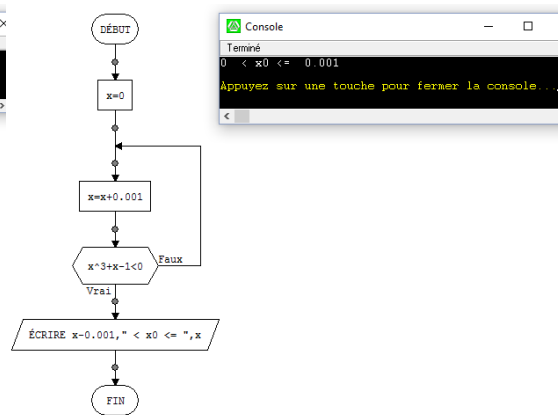 DÉBUT
x=0
x=x+0.001
x^3+x-1<0
Faux
Vrai
ÉCRIRE x-0.001," < x0 <= ",x
FIN
Console
Terminé
0 < x0 <= 0.001
Appuyez sur une touche pour fermer la console...